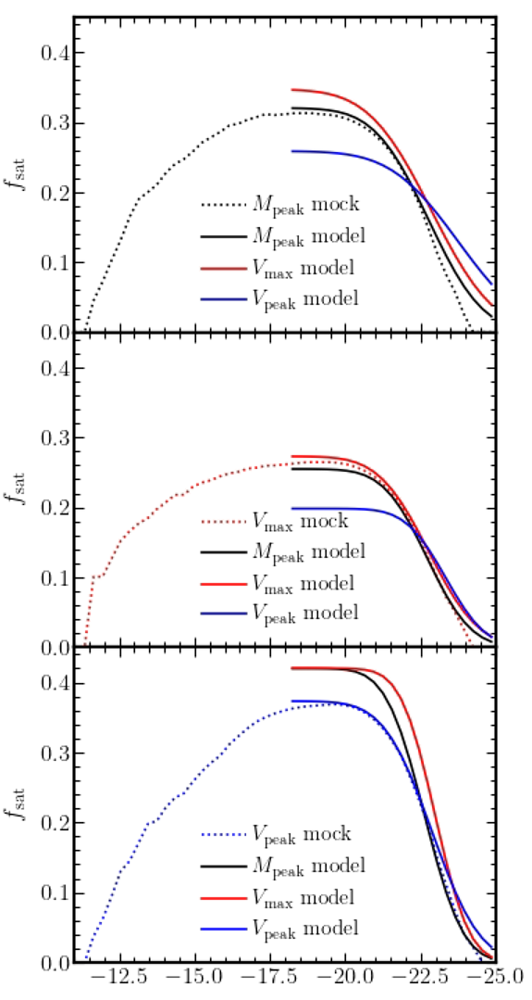 0.4
0.3
f_sat
0.2
M_peak mock
M_peak model
0.1
V_max model
V_peak model
0.0
0.4
0.3
f_sat
0.2
V_max mock
M_peak model
0.1
V_max model
V_peak model
0.0
0.4
0.3
f_sat
0.2
V_peak mock
M_peak model
0.1
V_max model
V_peak model
0.0
−12.5 −15.0 −17.5 −20.0 −22.5 −25.0